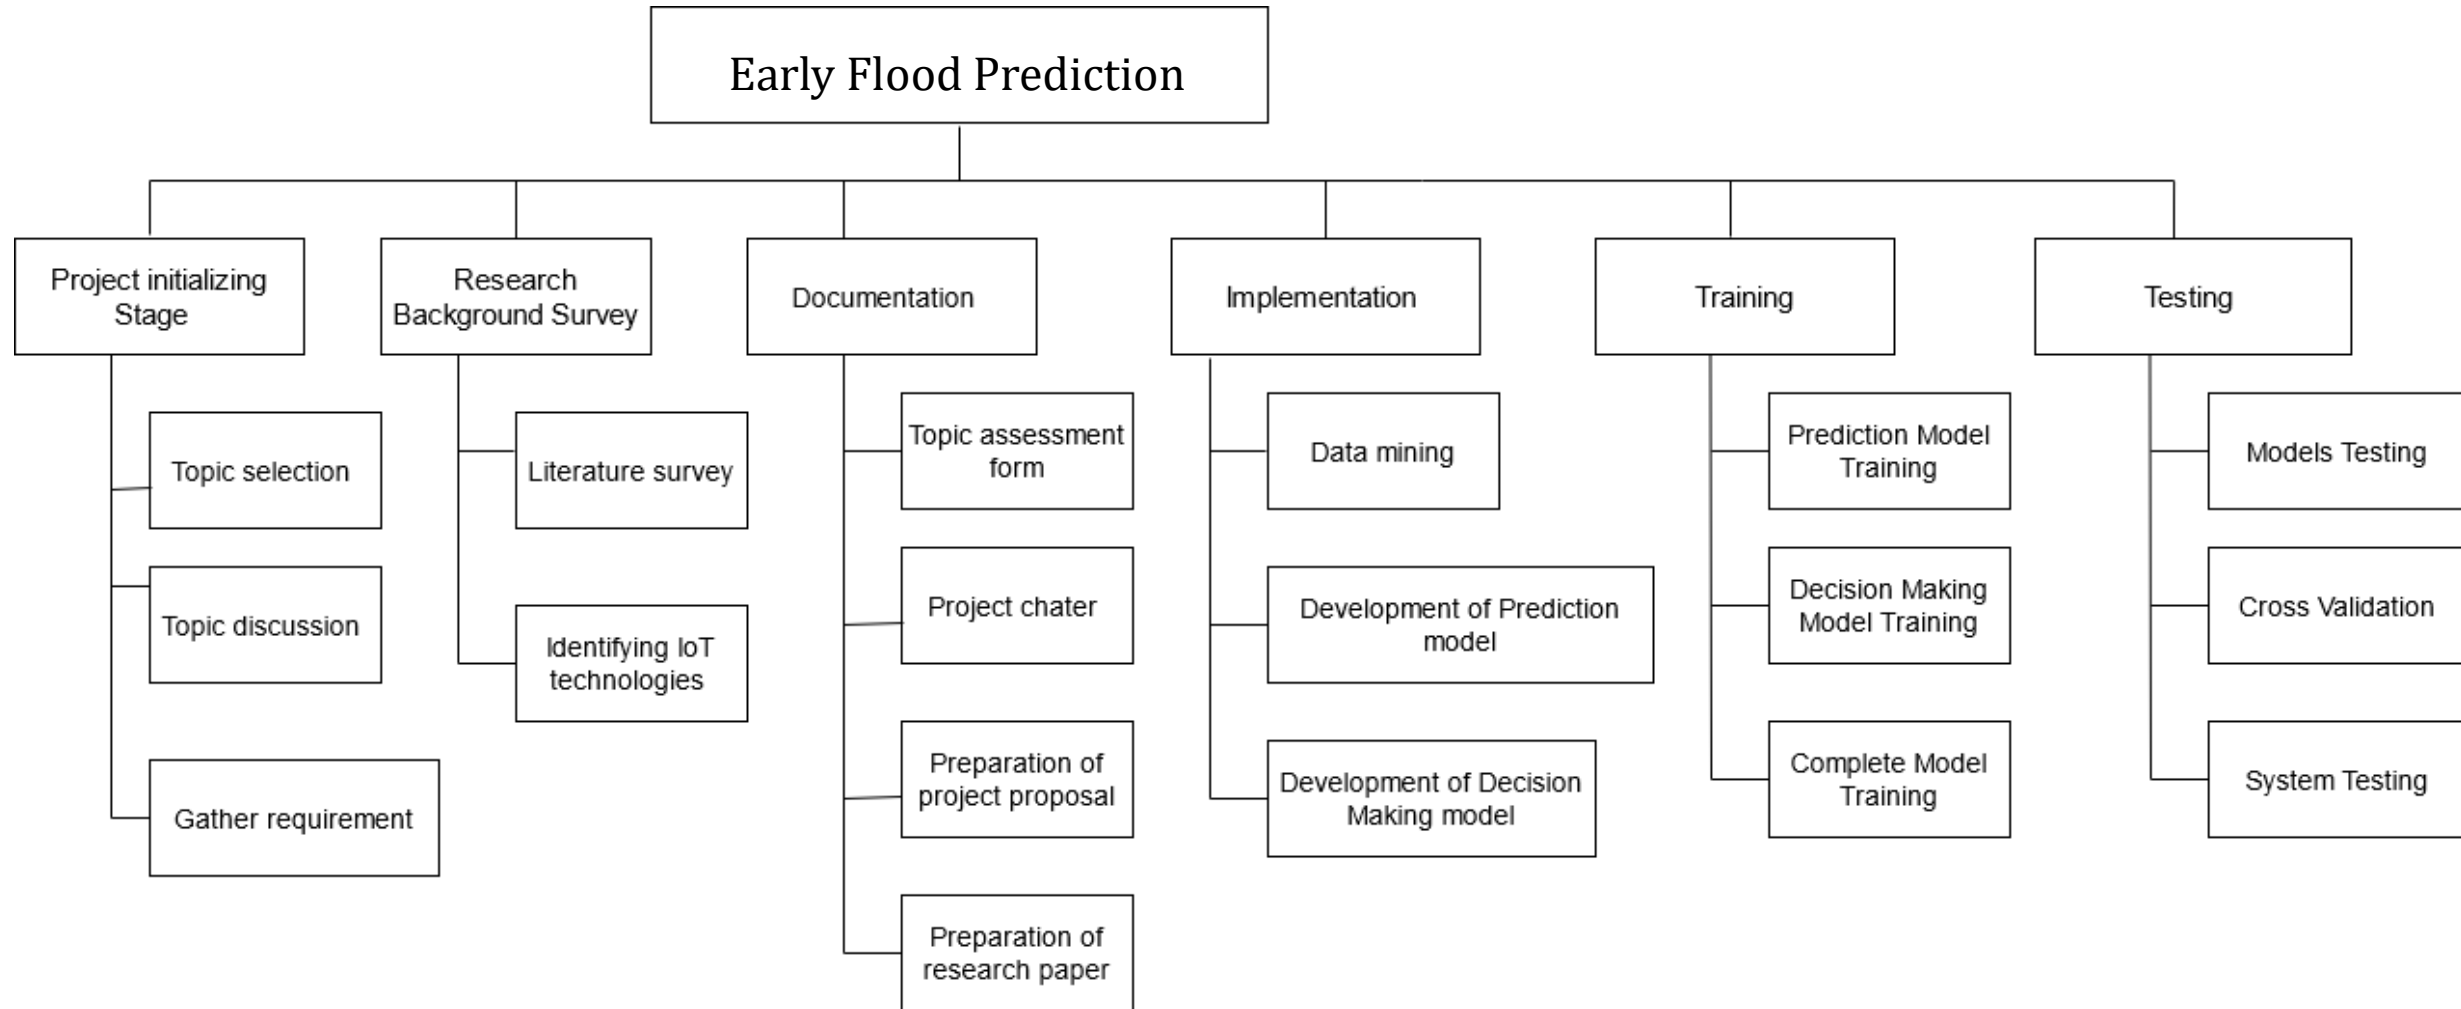 Early Flood Prediction
Project initializing
Stage
Research
Background Survey
Documentation
Implementation
Training
Testing
Topic selection
Topic discussion
Gather requirement
Literature survey
Identifying IoT
technologies
Topic assessment
form
Project chater
Preparation of
project proposal
Preparation of
research paper
Data mining
Development of Prediction
model
Development of Decision
Making model
Prediction Model
Training
Decision Making
Model Training
Complete Model
Training
Models Testing
Cross Validation
System Testing